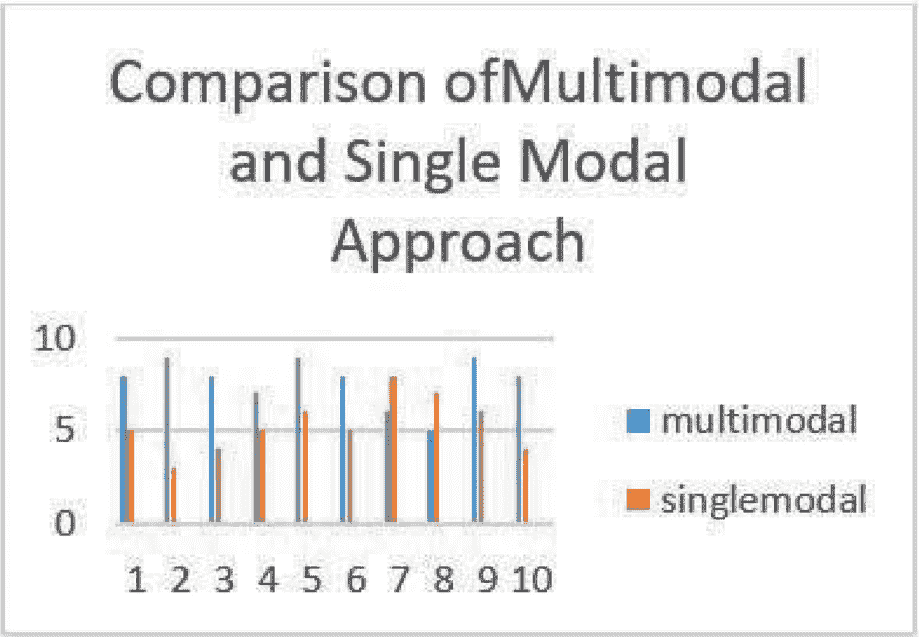 Comparison ofMultimodal
and Single Modal
Approach
10
5
0
1 2 3 4 5 6 7 8 9 10
multimodal
singlemodal